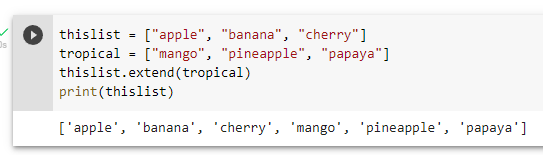 thislist = ["apple", "banana", "cherry"]
tropical = ["mango", "pineapple", "papaya"]
thislist.extend(tropical)
print(thislist)
['apple', 'banana', 'cherry', 'mango', 'pineapple', 'papaya']